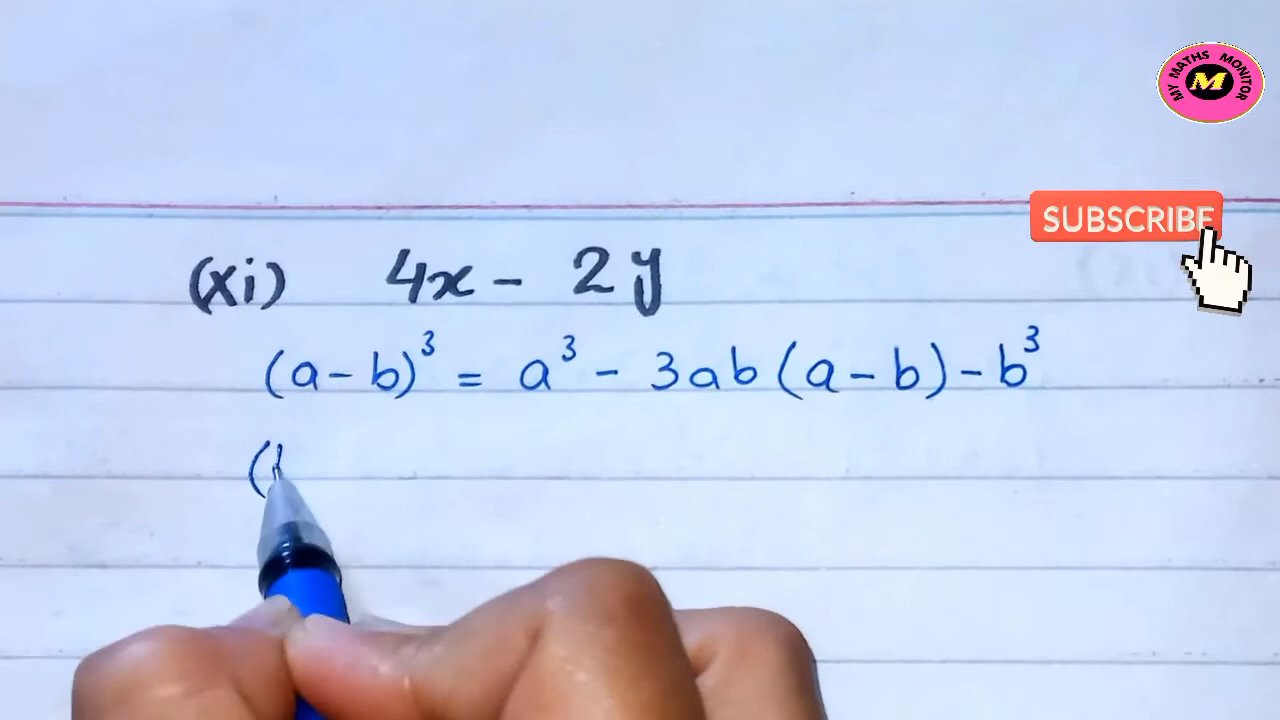 MY MATHS MONITOR
M
SUBSCRIBE
(xi) 4x - 2y
(a - b)³ = a³ - 3ab(a - b) - b³
(